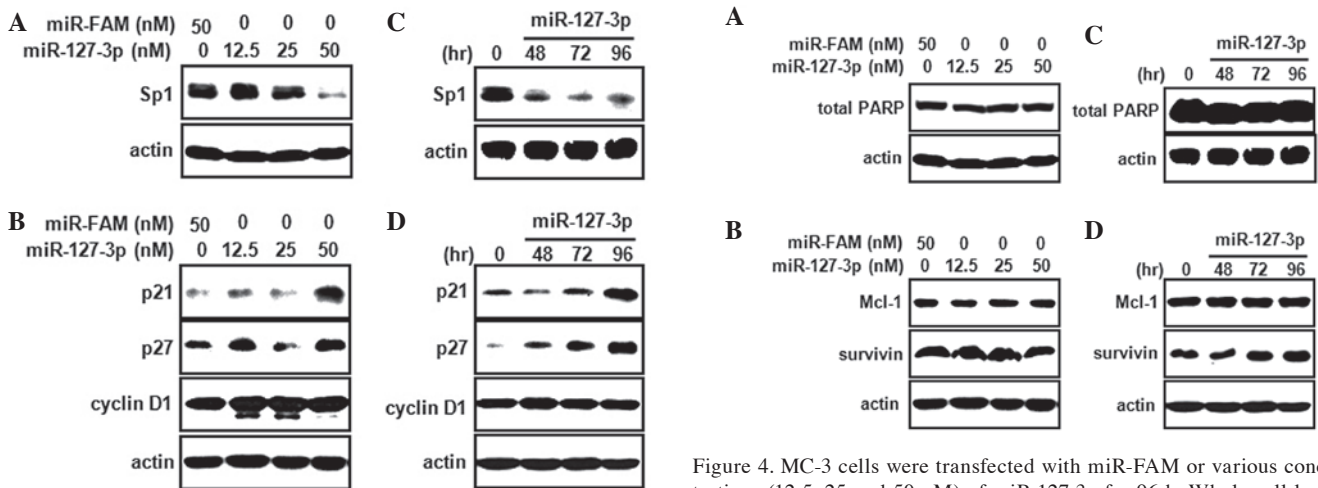 A
miR-FAM (nM) 50 0 0 0
miR-127-3p (nM) 0 12.5 25 50
Sp1
actin
C
miR-127-3p
(hr) 0 48 72 96
Sp1
actin
B
miR-FAM (nM) 50 0 0 0
miR-127-3p (nM) 0 12.5 25 50
p21
p27
cyclin D1
actin
D
miR-127-3p
(hr) 0 48 72 96
p21
p27
cyclin D1
actin
A
miR-FAM (nM) 50 0 0 0
miR-127-3p (nM) 0 12.5 25 50
total PARP
actin
C
miR-127-3p
(hr) 0 48 72 96
total PARP
actin
B
miR-FAM (nM) 50 0 0 0
miR-127-3p (nM) 0 12.5 25 50
Mcl-1
survivin
actin
D
miR-127-3p
(hr) 0 48 72 96
Mcl-1
survivin
actin
Figure 4. MC-3 cells were transfected with miR-FAM or various